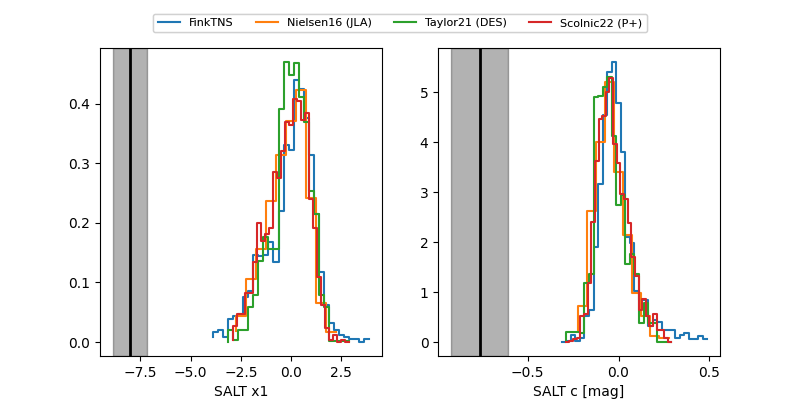 FinkTNS Nielsen16 (JLA) Taylor21 (DES) Scolnic22 (P+)
0.4
0.3
0.2
0.1
0.0
−7.5 −5.0 −2.5 0.0 2.5
SALT x1
5
4
3
2
1
0
−0.5 0.0 0.5
SALT c [mag]